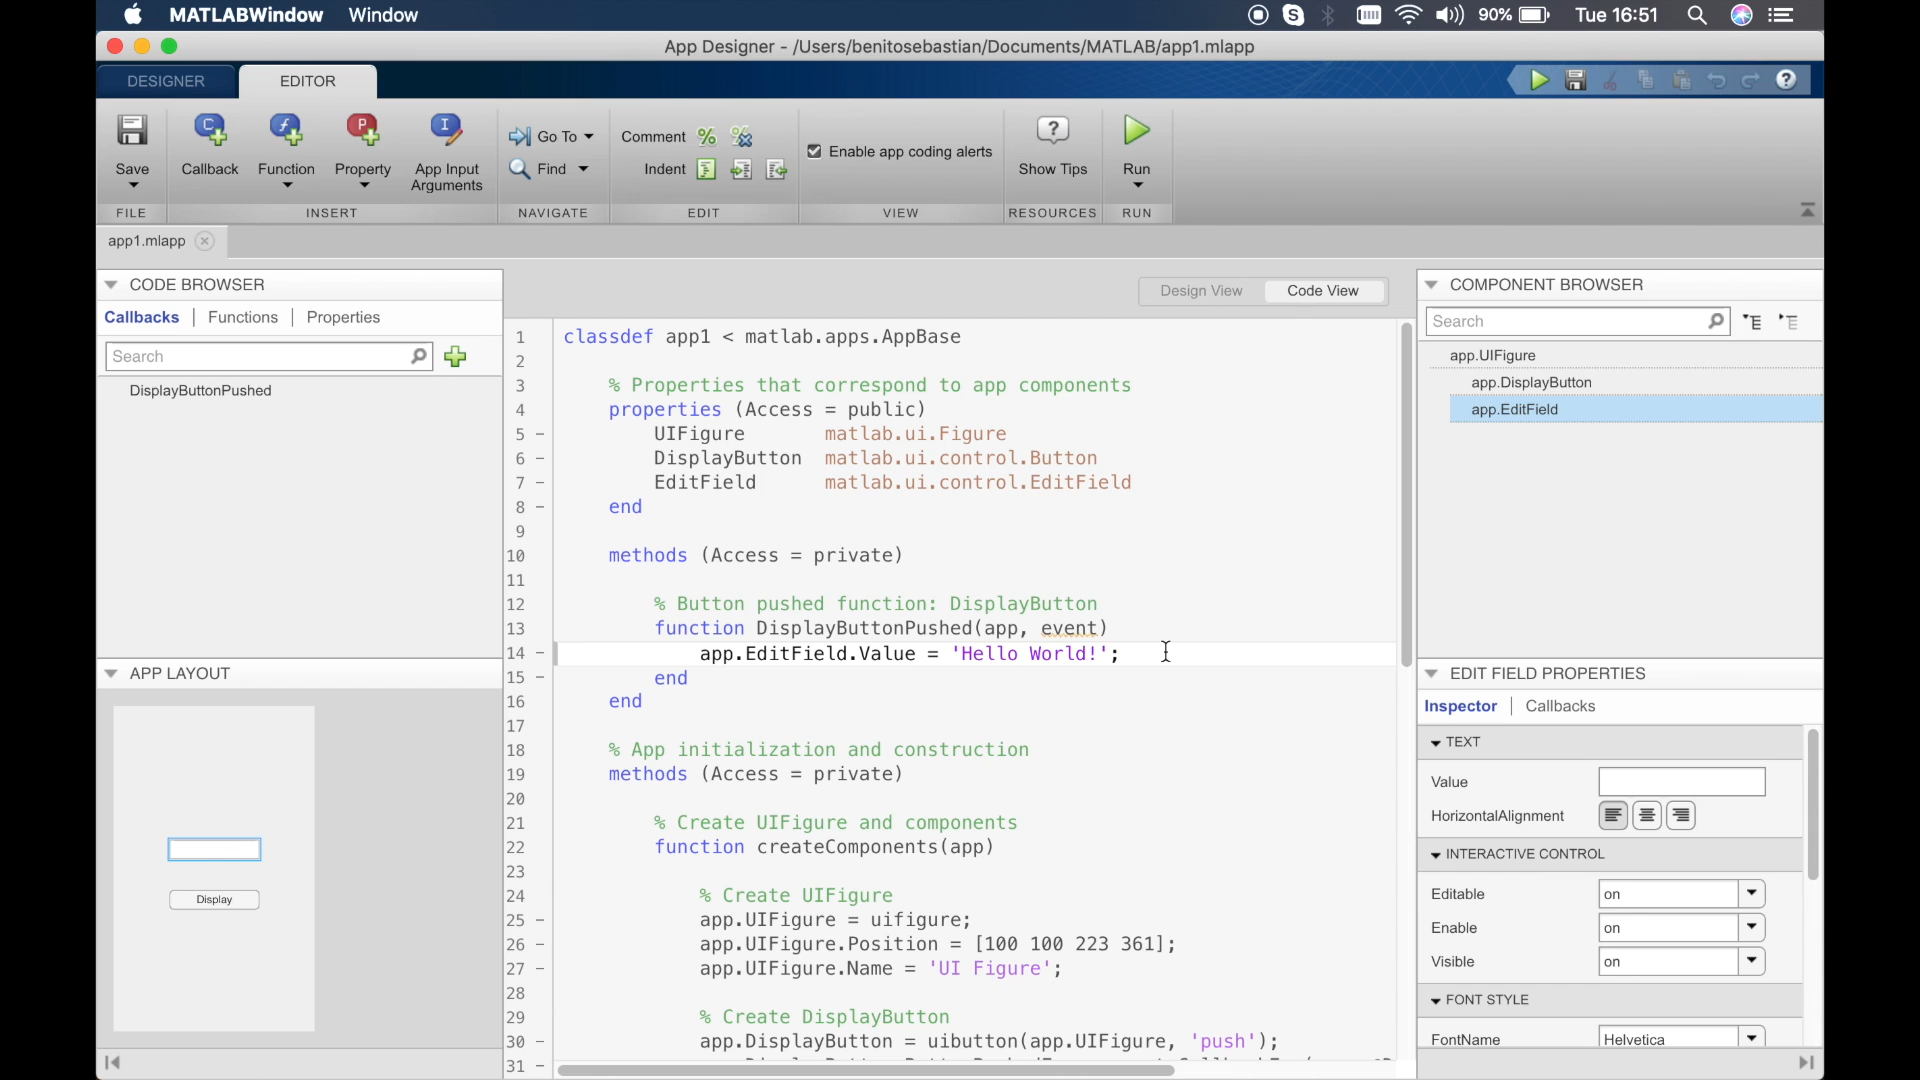 MATLABWindow Window 90% Tue 16:51
App Designer - /Users/benitosebastian/Documents/MATLAB/app1.mlapp
DESIGNER EDITOR
Save Callback Function Property App Input Arguments
Go To Find
Comment Indent
Enable app coding alerts
Show Tips Run
FILE INSERT NAVIGATE EDIT VIEW RESOURCES RUN
app1.mlapp
CODE BROWSER
Callbacks Functions Properties
Search
DisplayButtonPushed
APP LAYOUT
Display
Design View Code View
1 classdef app1 < matlab.apps.AppBase
2
3 % Properties that correspond to app components
4 properties (Access = public)
5 – UIFigure matlab.ui.Figure
6 – DisplayButton matlab.ui.control.Button
7 – EditField matlab.ui.control.EditField
8 – end
9
10 methods (Access = private)
11
12 % Button pushed function: DisplayButton
13 function DisplayButtonPushed(app, event)
14 – app.EditField.Value = 'Hello World!';
15 – end
16 end
17
18 % App initialization and construction
19 methods (Access = private)
20
21 % Create UIFigure and components
22 function createComponents(app)
23
24 % Create UIFigure
25 – app.UIFigure = uifigure;
26 – app.UIFigure.Position = [100 100 223 361];
27 – app.UIFigure.Name = 'UI Figure';
28
29 % Create DisplayButton
30 – app.DisplayButton = uibutton(app.UIFigure, 'push');
31 –
COMPONENT BROWSER
Search
app.UIFigure
app.DisplayButton
app.EditField
EDIT FIELD PROPERTIES
Inspector Callbacks
TEXT
Value
HorizontalAlignment
INTERACTIVE CONTROL
Editable on
Enable on
Visible on
FONT STYLE
FontName Helvetica